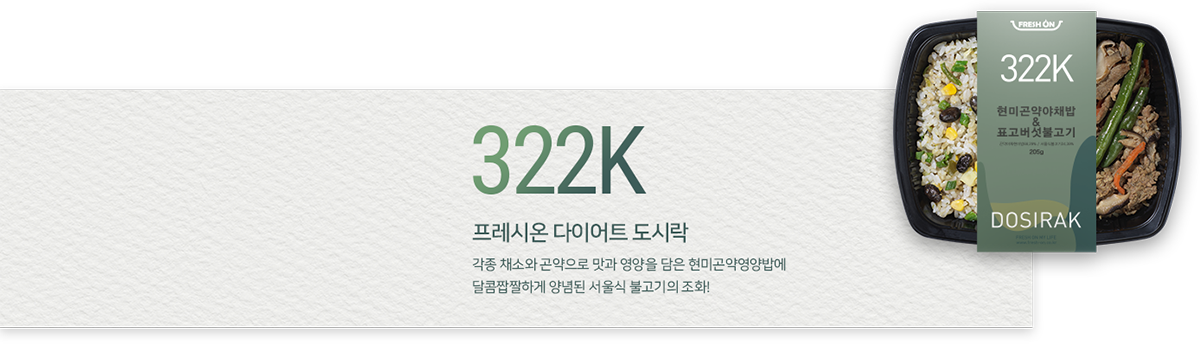 322K
프레시온 다이어트 도시락
각종 채소와 곤약으로 맛과 영양을 담은 현미곤약영양밥에
달콤짭짤하게 양념된 서울식 불고기의 조화!
FRESH ON
322K
현미곤약야채밥
&
표고버섯불고기
205g
DOSIRAK